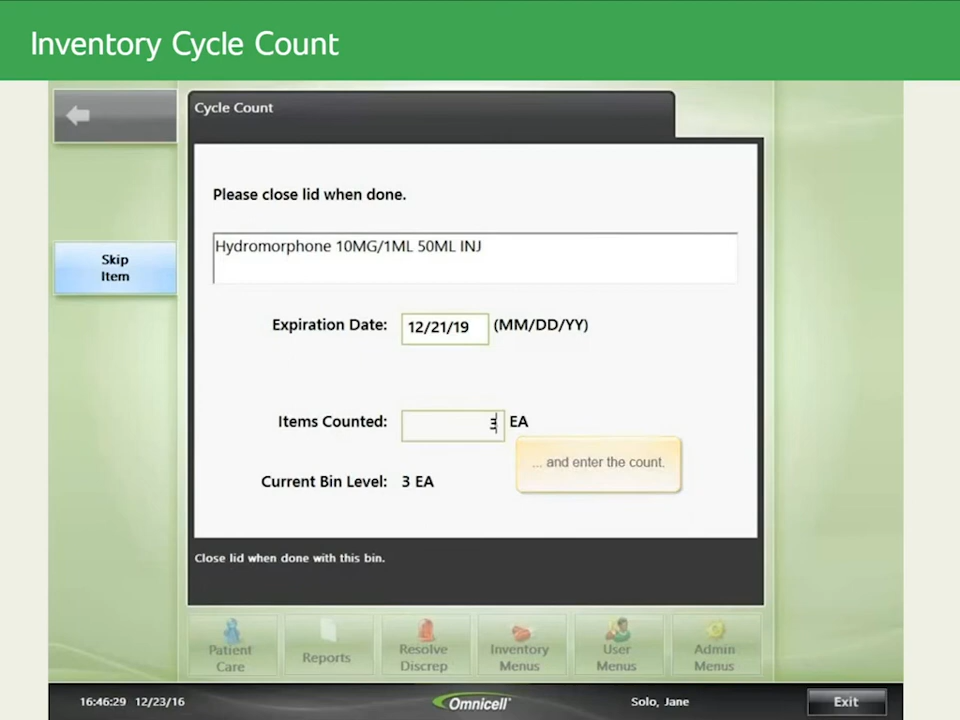 Inventory Cycle Count
Cycle Count
Please close lid when done.
Hydromorphone 10MG/1ML 50ML INJ
Skip
Item
Expiration Date: 12/21/19 (MM/DD/YY)
Items Counted: 3 EA
... and enter the count.
Current Bin Level: 3 EA
Close lid when done with this bin.
Patient Care
Reports
Resolve Discrep
Inventory Menus
User Menus
Admin Menus
16:46:29 12/23/16 Omnicell Solo, Jane Exit